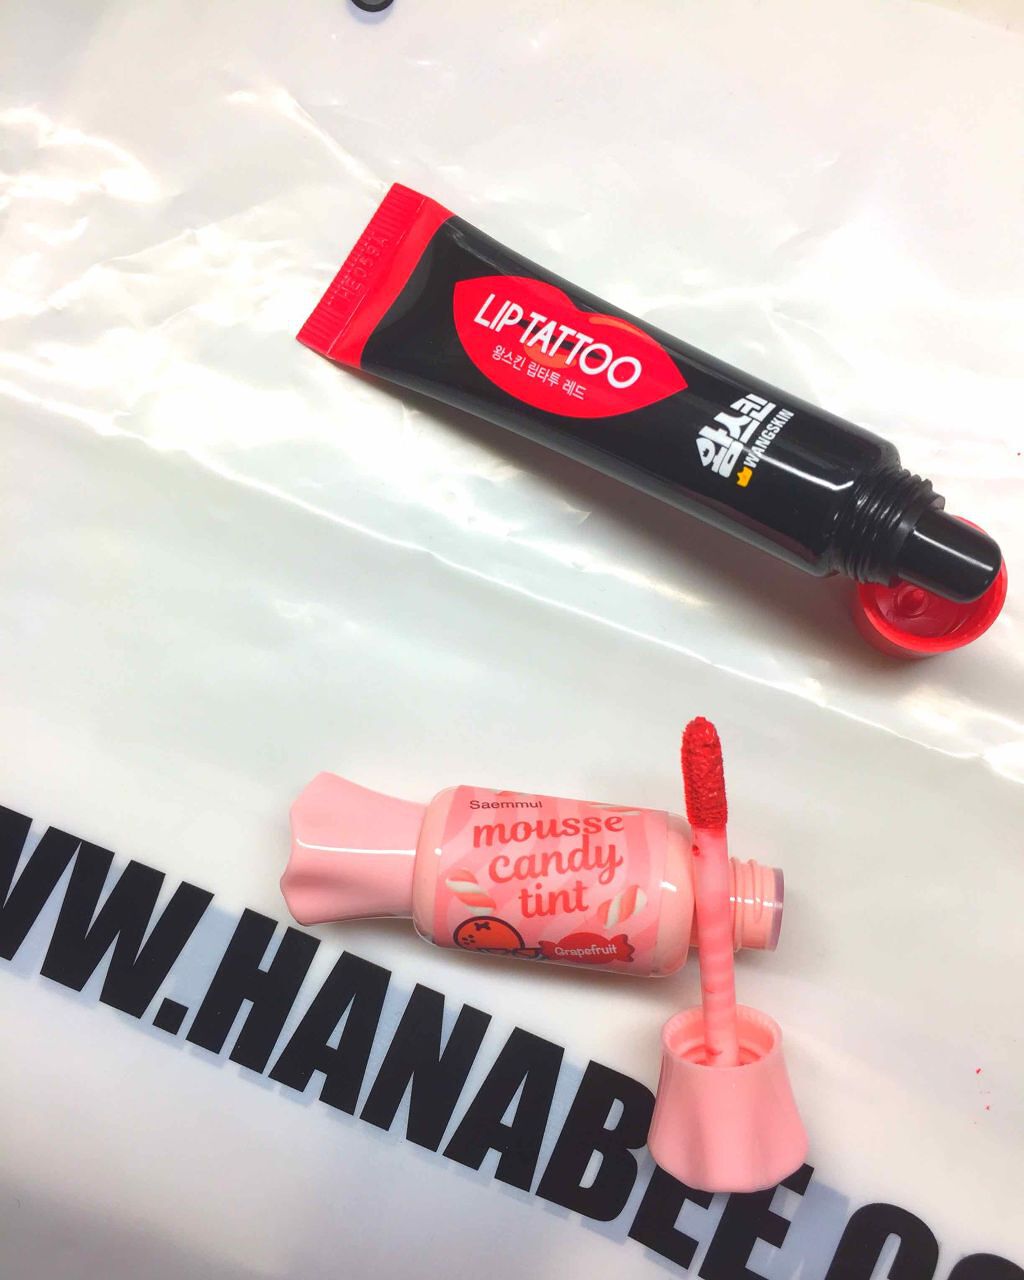 LIP TATTOO
왕스킨 립타투 레드
왕스킨
WANGSKIN
Saemmul
mousse
candy
tint
Grapefruit
WWW.HANABEE.CO